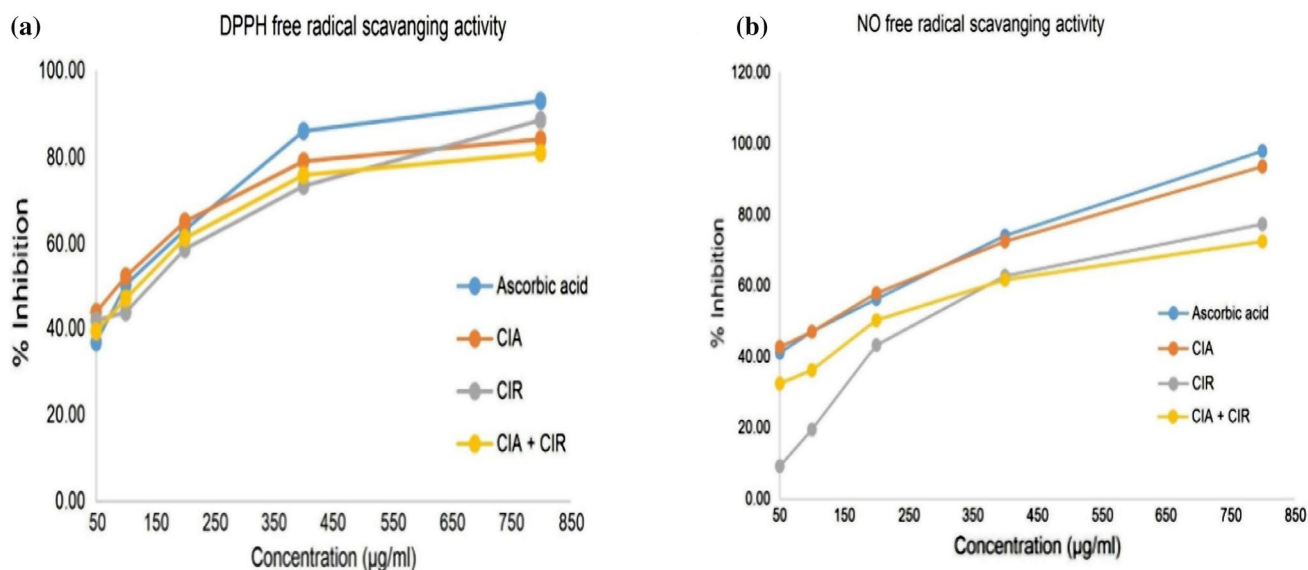 (a)
DPPH free radical scavanging activity
100.00
80.00
60.00
40.00
20.00
0.00
% Inhibition
Ascorbic acid
CIA
CIR
CIA + CIR
50 150 250 350 450 550 650 750 850
Concentration (µg/ml)
(b)
NO free radical scavanging activity
120.00
100.00
80.00
60.00
40.00
20.00
0.00
% Inhibition
Ascorbic acid
CIA
CIR
CIA + CIR
50 150 250 350 450 550 650 750 850
Concentration (µg/ml)